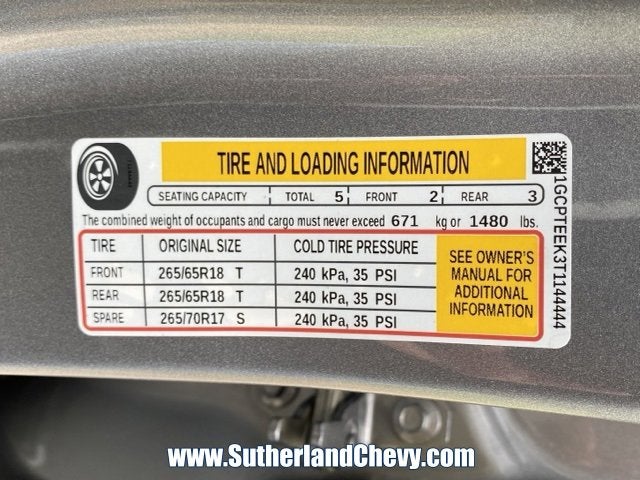 TIRE AND LOADING INFORMATION
SEATING CAPACITY TOTAL 5 FRONT 2 REAR 3
The combined weight of occupants and cargo must never exceed 671 kg or 1480 lbs.
TIRE ORIGINAL SIZE COLD TIRE PRESSURE
FRONT 265/65R18 T 240 kPa, 35 PSI
REAR 265/65R18 T 240 kPa, 35 PSI
SPARE 265/70R17 S 240 kPa, 35 PSI
SEE OWNER'S
MANUAL FOR
ADDITIONAL
INFORMATION
1GCPTEEK3T1144444
www.SutherlandChevy.com